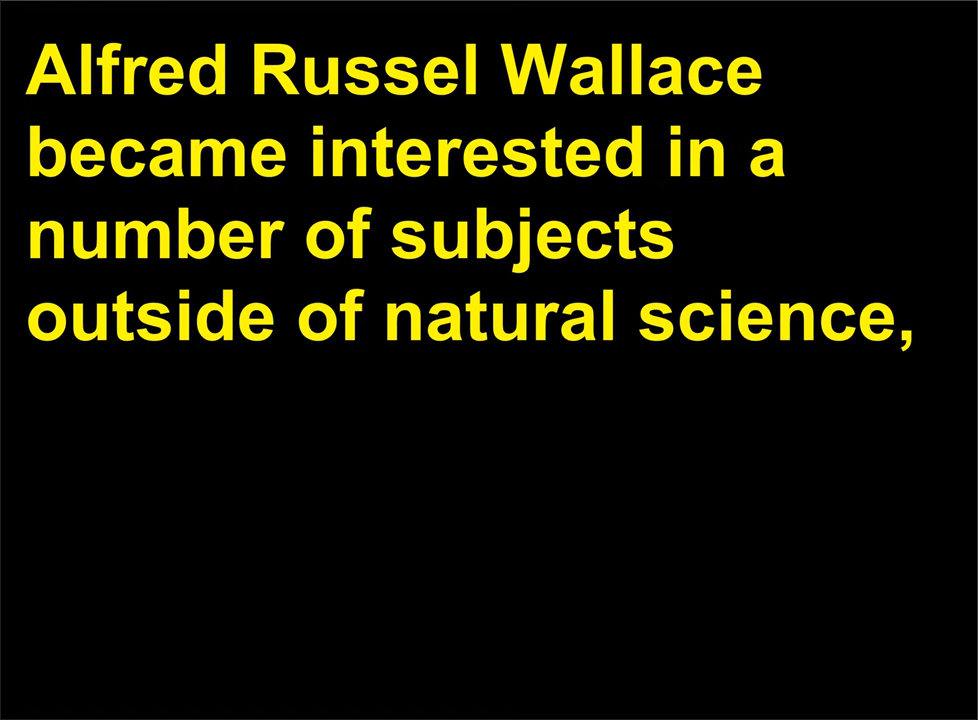 Alfred Russel Wallace
became interested in a
number of subjects
outside of natural science,